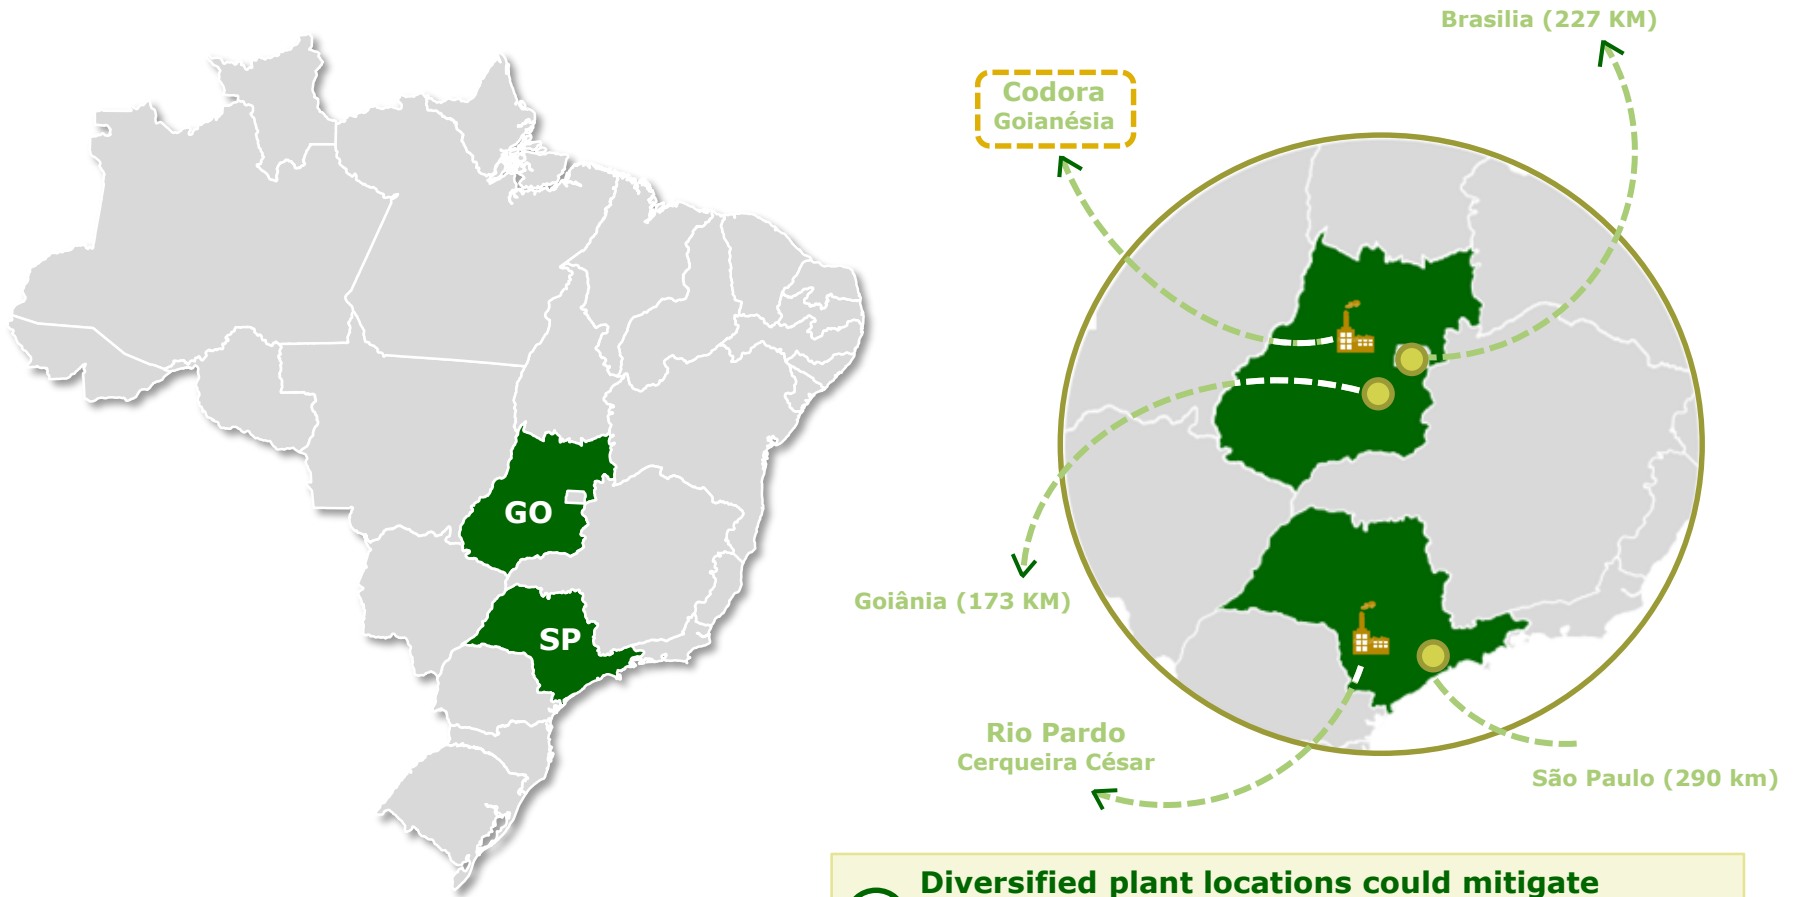 Brasilia (227 KM)
Codora
Goianésia
GO
SP
Goiânia (173 KM)
Rio Pardo
Cerqueira César
São Paulo (290 km)
Diversified plant locations could mitigate